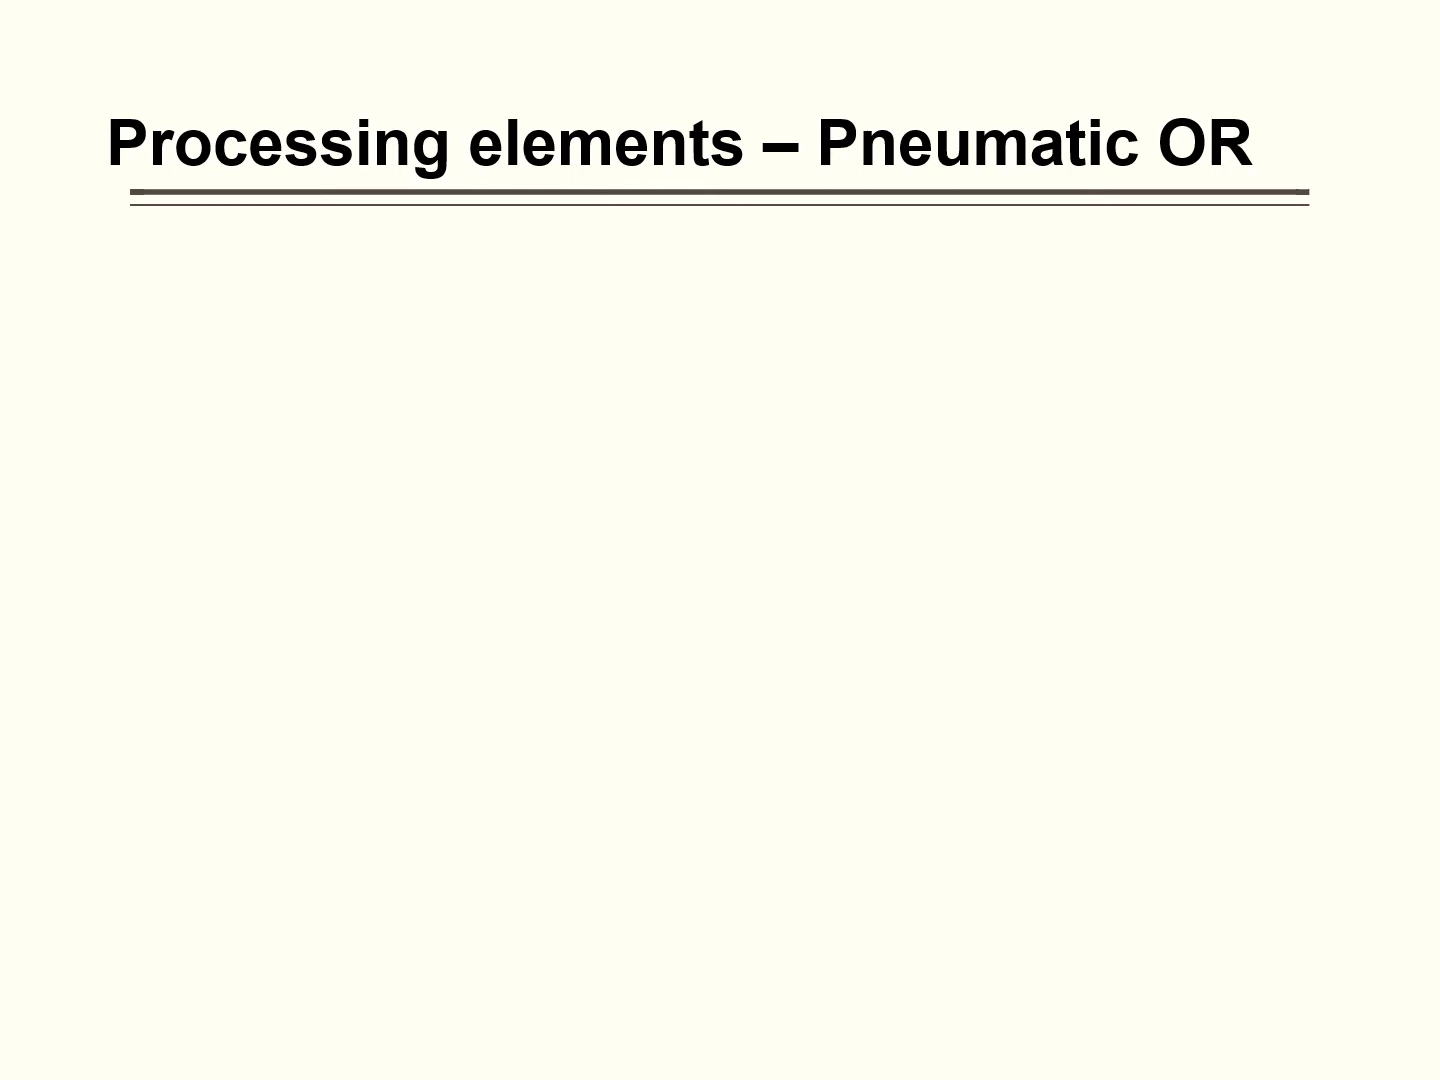 Processing elements – Pneumatic OR